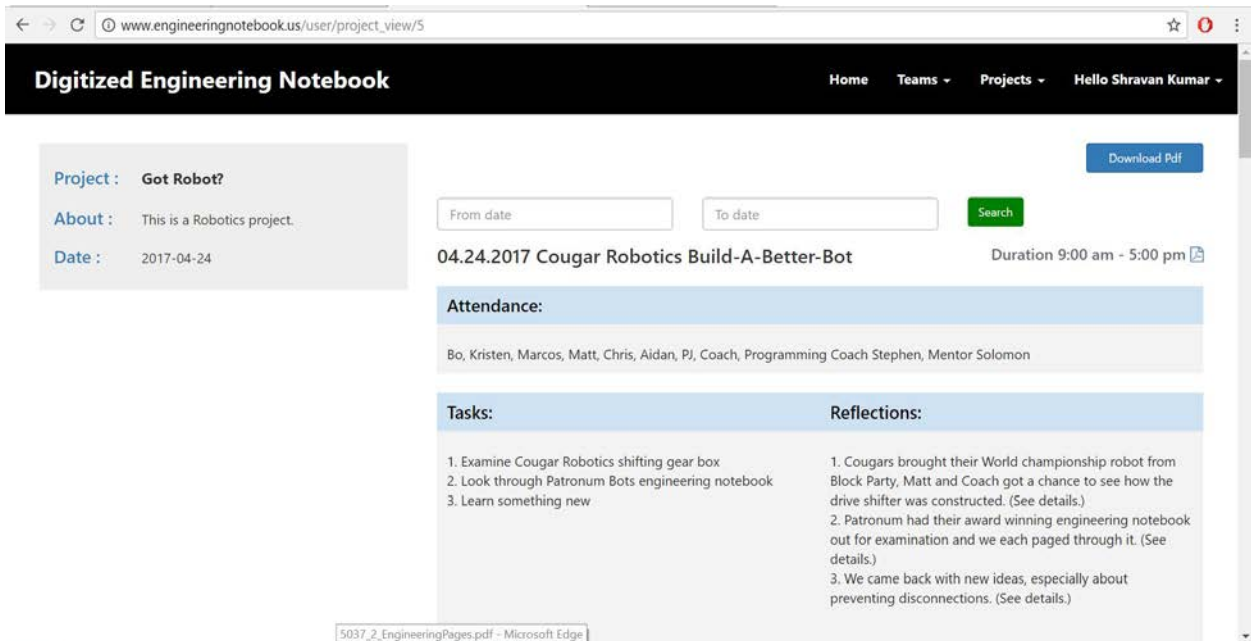 www.engineeringnotebook.us/user/project_view/5
Digitized Engineering Notebook
Home Teams Projects Hello Shravan Kumar
Download Pdf
Project : Got Robot?
About : This is a Robotics project.
Date : 2017-04-24
From date To date Search
04.24.2017 Cougar Robotics Build-A-Better-Bot Duration 9:00 am - 5:00 pm
Attendance:
Bo, Kristen, Marcos, Matt, Chris, Aidan, PJ, Coach, Programming Coach Stephen, Mentor Solomon
Tasks:
1. Examine Cougar Robotics shifting gear box
2. Look through Patronum Bots engineering notebook
3. Learn something new
Reflections:
1. Cougars brought their World championship robot from
Block Party, Matt and Coach got a chance to see how the
drive shifter was constructed. (See details.)
2. Patronum had their award winning engineering notebook
out for examination and we each paged through it. (See
details.)
3. We came back with new ideas, especially about
preventing disconnections. (See details.)
5037_2_EngineeringPages.pdf - Microsoft Edge